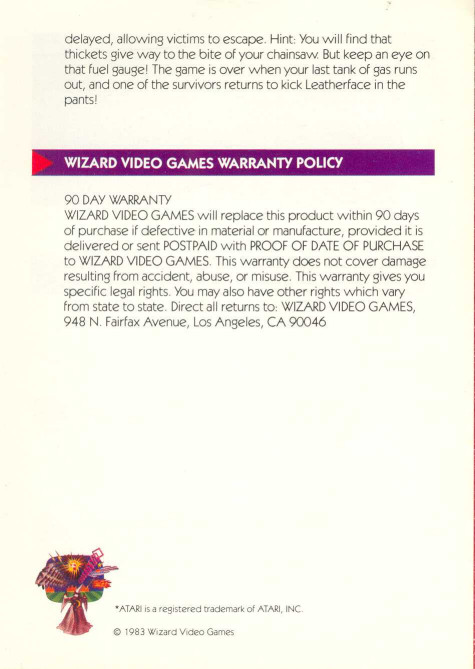 delayed, allowing victims to escape. Hint: You will find that
thickets give way to the bite of your chainsaw. But keep an eye on
that fuel gauge! The game is over when your last tank of gas runs
out, and one of the survivors returns to kick Leatherface in the
pants!
WIZARD VIDEO GAMES WARRANTY POLICY
90 DAY WARRANTY
WIZARD VIDEO GAMES will replace this product within 90 days
of purchase if defective in material or manufacture, provided it is
delivered or sent POSTPAID with PROOF OF DATE OF PURCHASE
to WIZARD VIDEO GAMES. This warranty does not cover damage
resulting from accident, abuse, or misuse. This warranty gives you
specific legal rights. You may also have other rights which vary
from state to state. Direct all returns to: WIZARD VIDEO GAMES,
948 N. Fairfax Avenue, Los Angeles, CA 90046
*ATARI is a registered trademark of ATARI, INC.
© 1983 Wizard Video Games